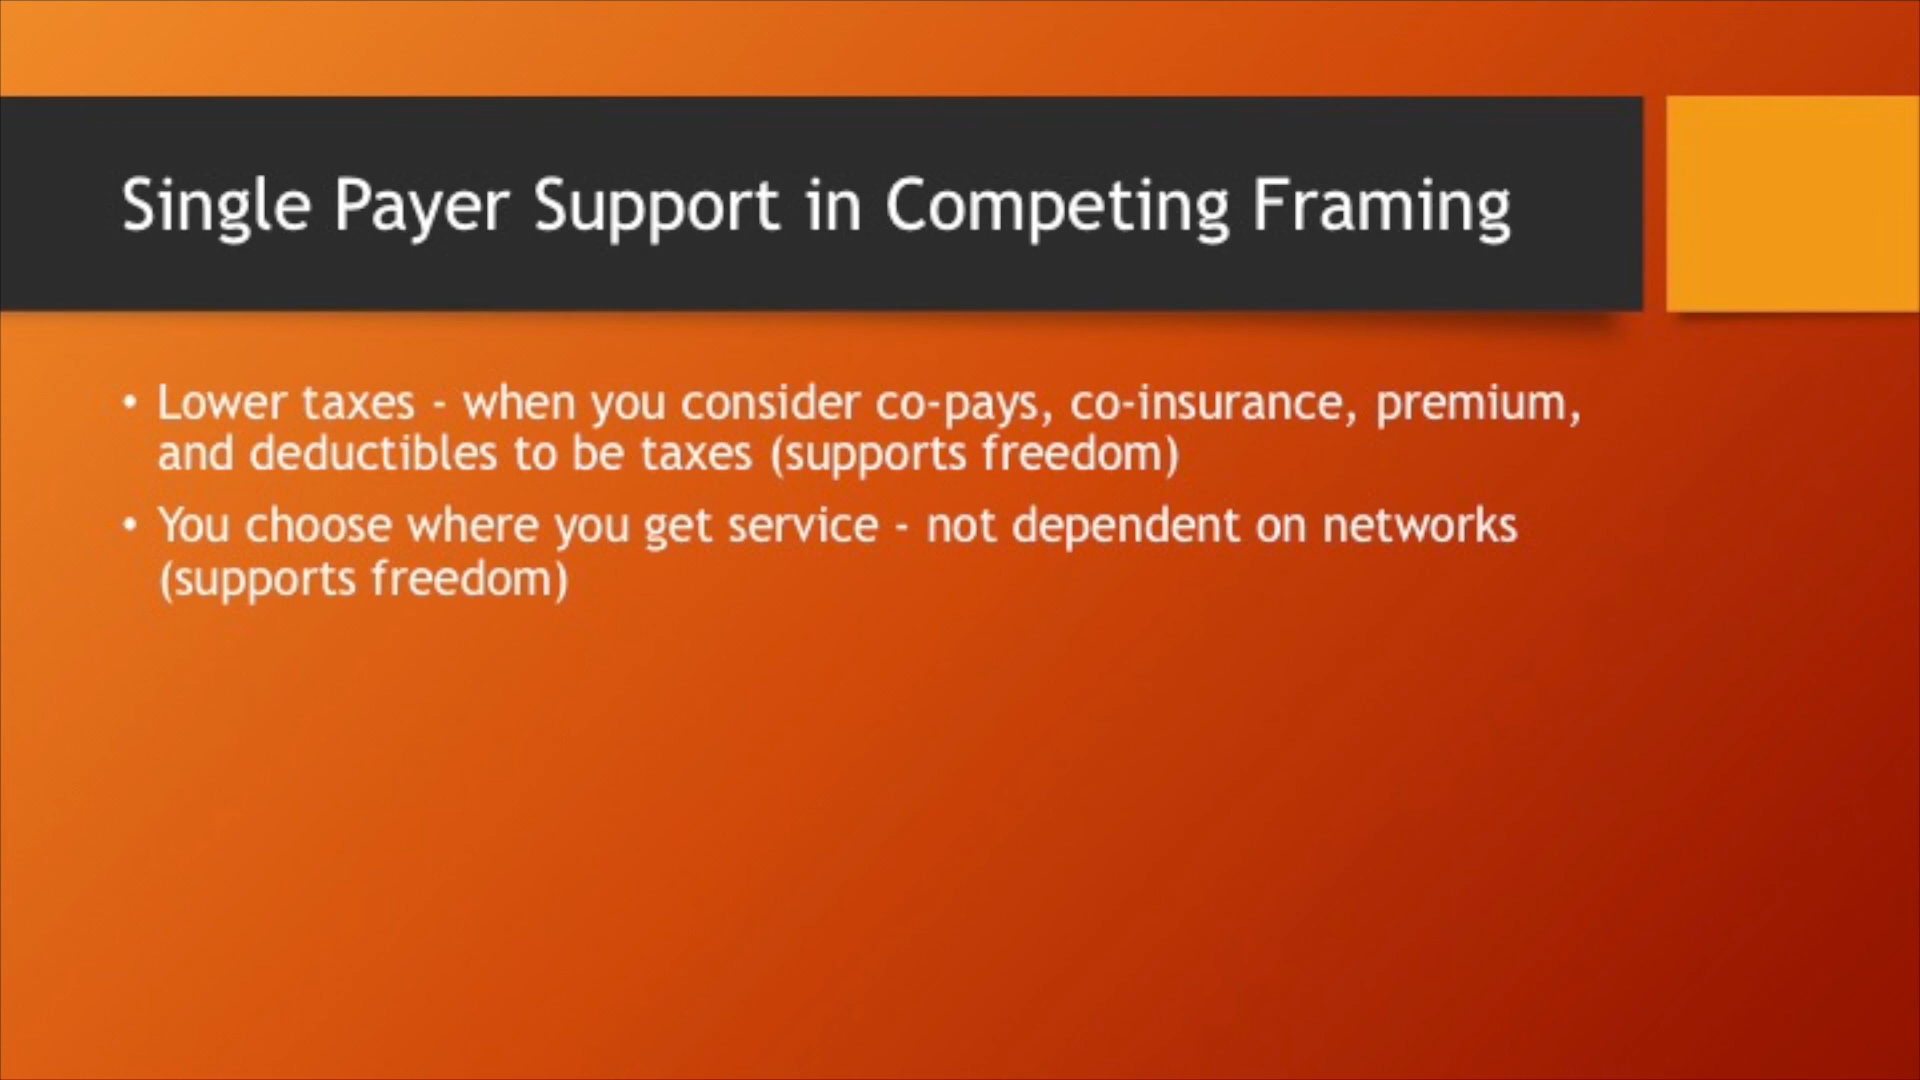 Single Payer Support in Competing Framing
• Lower taxes - when you consider co-pays, co-insurance, premium,
and deductibles to be taxes (supports freedom)
• You choose where you get service - not dependent on networks
(supports freedom)